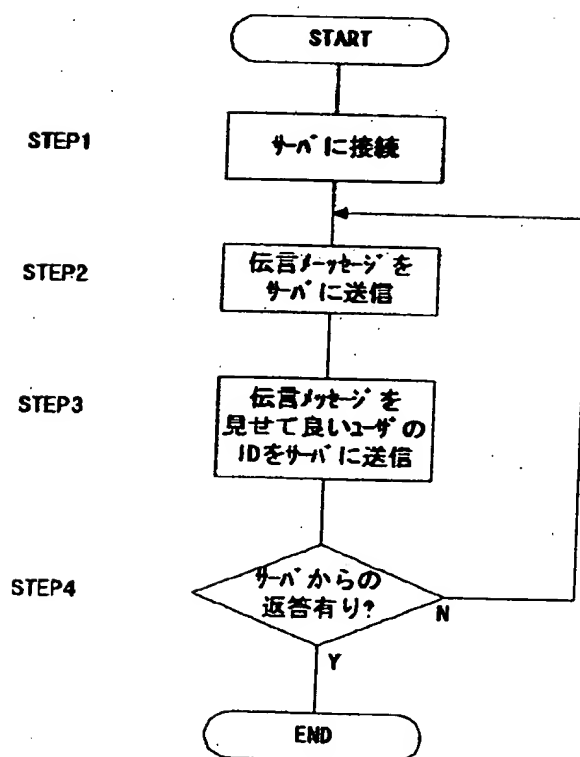 START
STEP1
サーバに接続
STEP2
伝言メーッセージを
サーバに送信
STEP3
伝言メッセージを
見せて良いユーザの
IDをサーバに送信
STEP4
サーバからの
返答有り?
N
Y
END